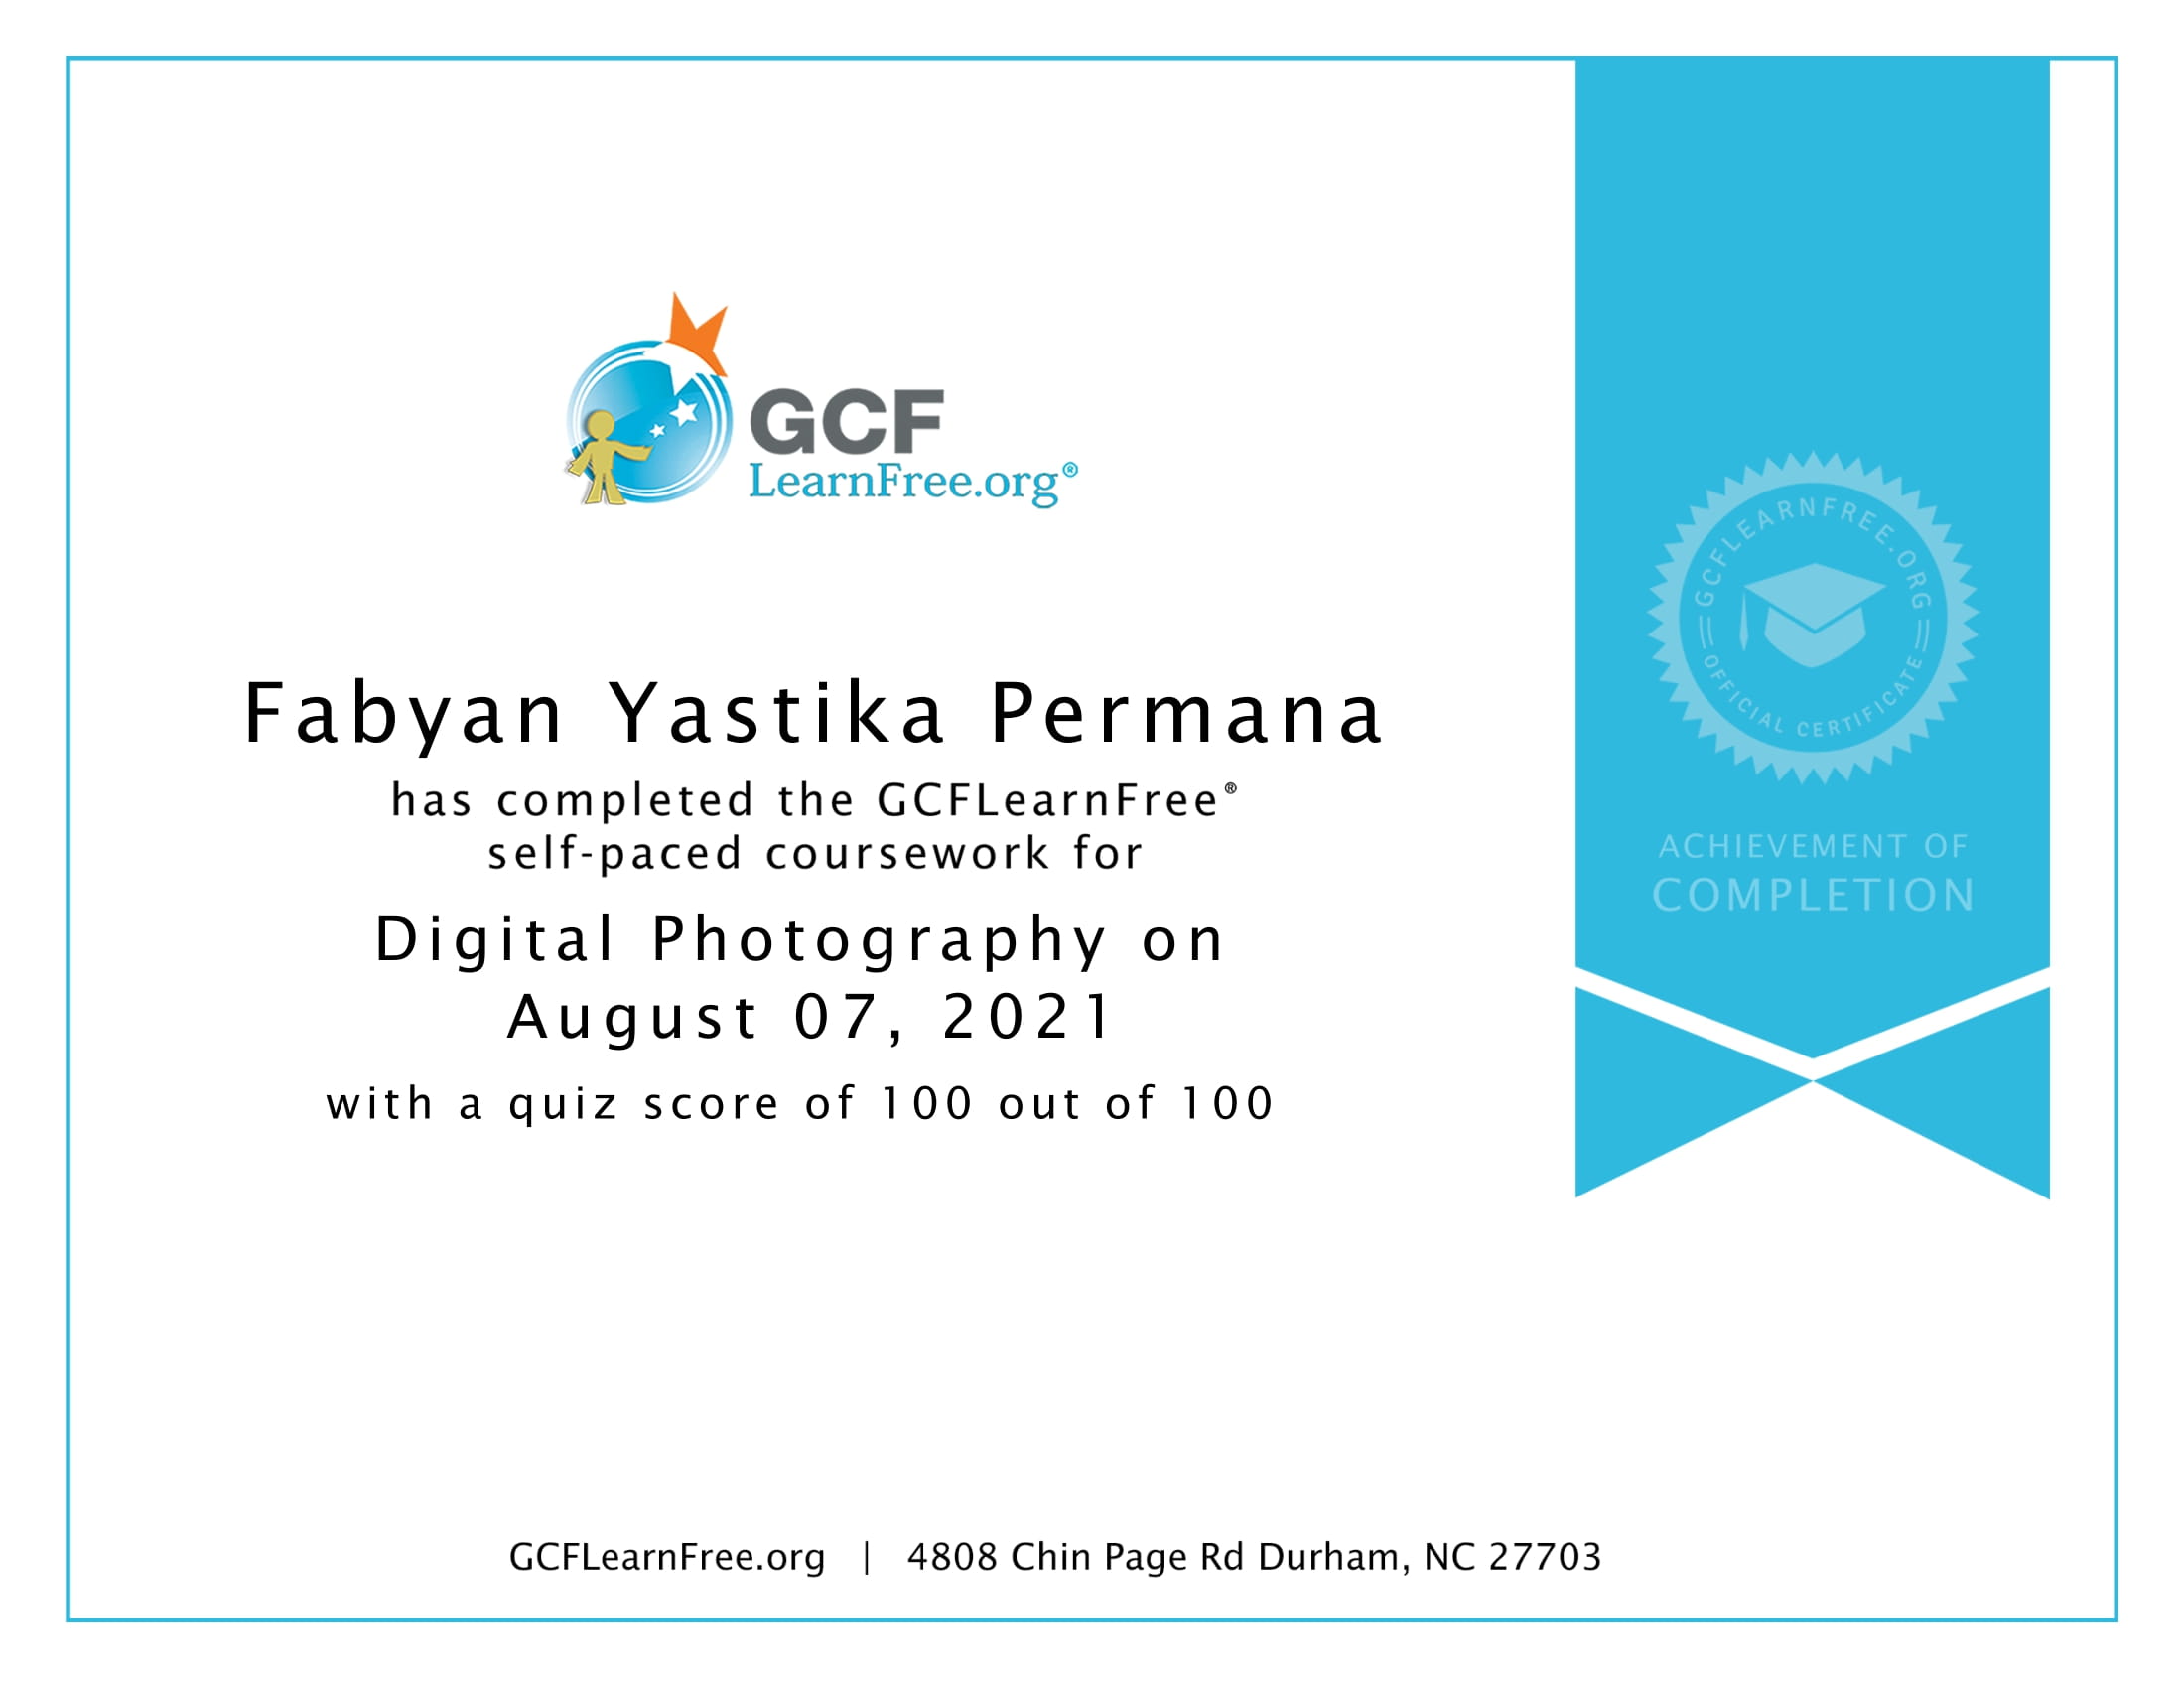 GCF
LearnFree.org®
Fabyan Yastika Permana
has completed the GCFLearnFree®
self-paced coursework for
Digital Photography on
August 07, 2021
with a quiz score of 100 out of 100
GCFLEARNFREE.ORG
OFFICIAL CERTIFICATE
ACHIEVEMENT OF
COMPLETION
GCFLearnFree.org | 4808 Chin Page Rd Durham, NC 27703